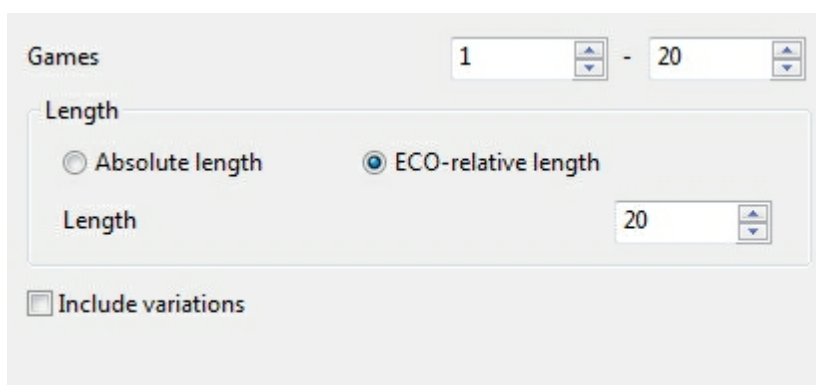 Games 1 - 20
Length
Absolute length ECO-relative length
Length 20
Include variations